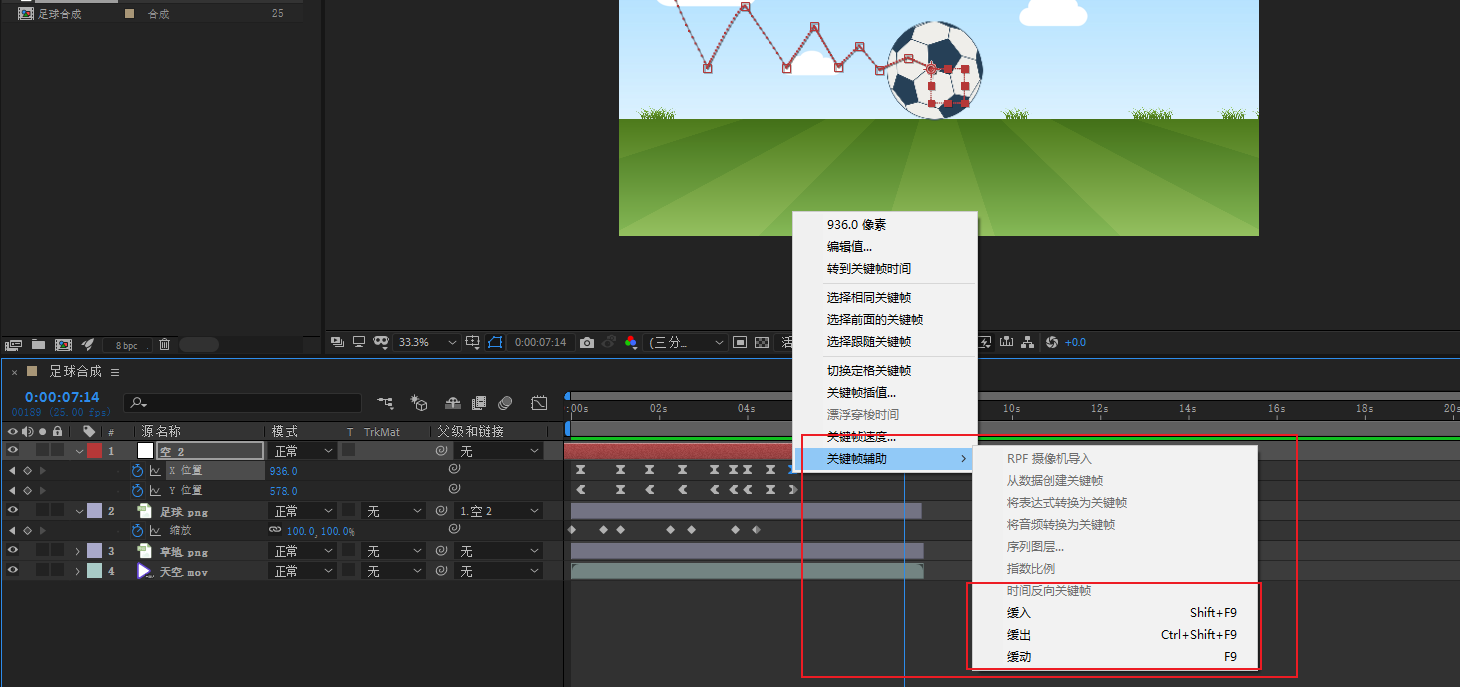 足球合成 合成 25
936.0 像素
编辑值...
转到关键帧时间
选择相同关键帧
选择前面的关键帧
选择跟随关键帧
切换定格关键帧
关键帧插值...
漂浮穿梭时间
关键帧速度...
关键帧辅助
RPF 摄像机导入
从数据创建关键帧
将表达式转换为关键帧
将音频转换为关键帧
序列图层...
指数比例
时间反向关键帧
缓入 Shift+F9
缓出 Ctrl+Shift+F9
缓动 F9
8 bpc
33.3% 0:00:07:14 (三分... 活 +0.0
足球合成
0:00:07:14
00189 (25.00 fps)
:00s 02s 04s 10s 12s 14s 16s 18s 20s
# 源名称 模式 T TrkMat 父级和链接
1 空 2 正常 无
X 位置 936.0
Y 位置 578.0
2 足球.png 正常 无 1.空 2
缩放 100.0,100.0%
3 草地.png 正常 无 无
4 天空.mov 正常 无 无